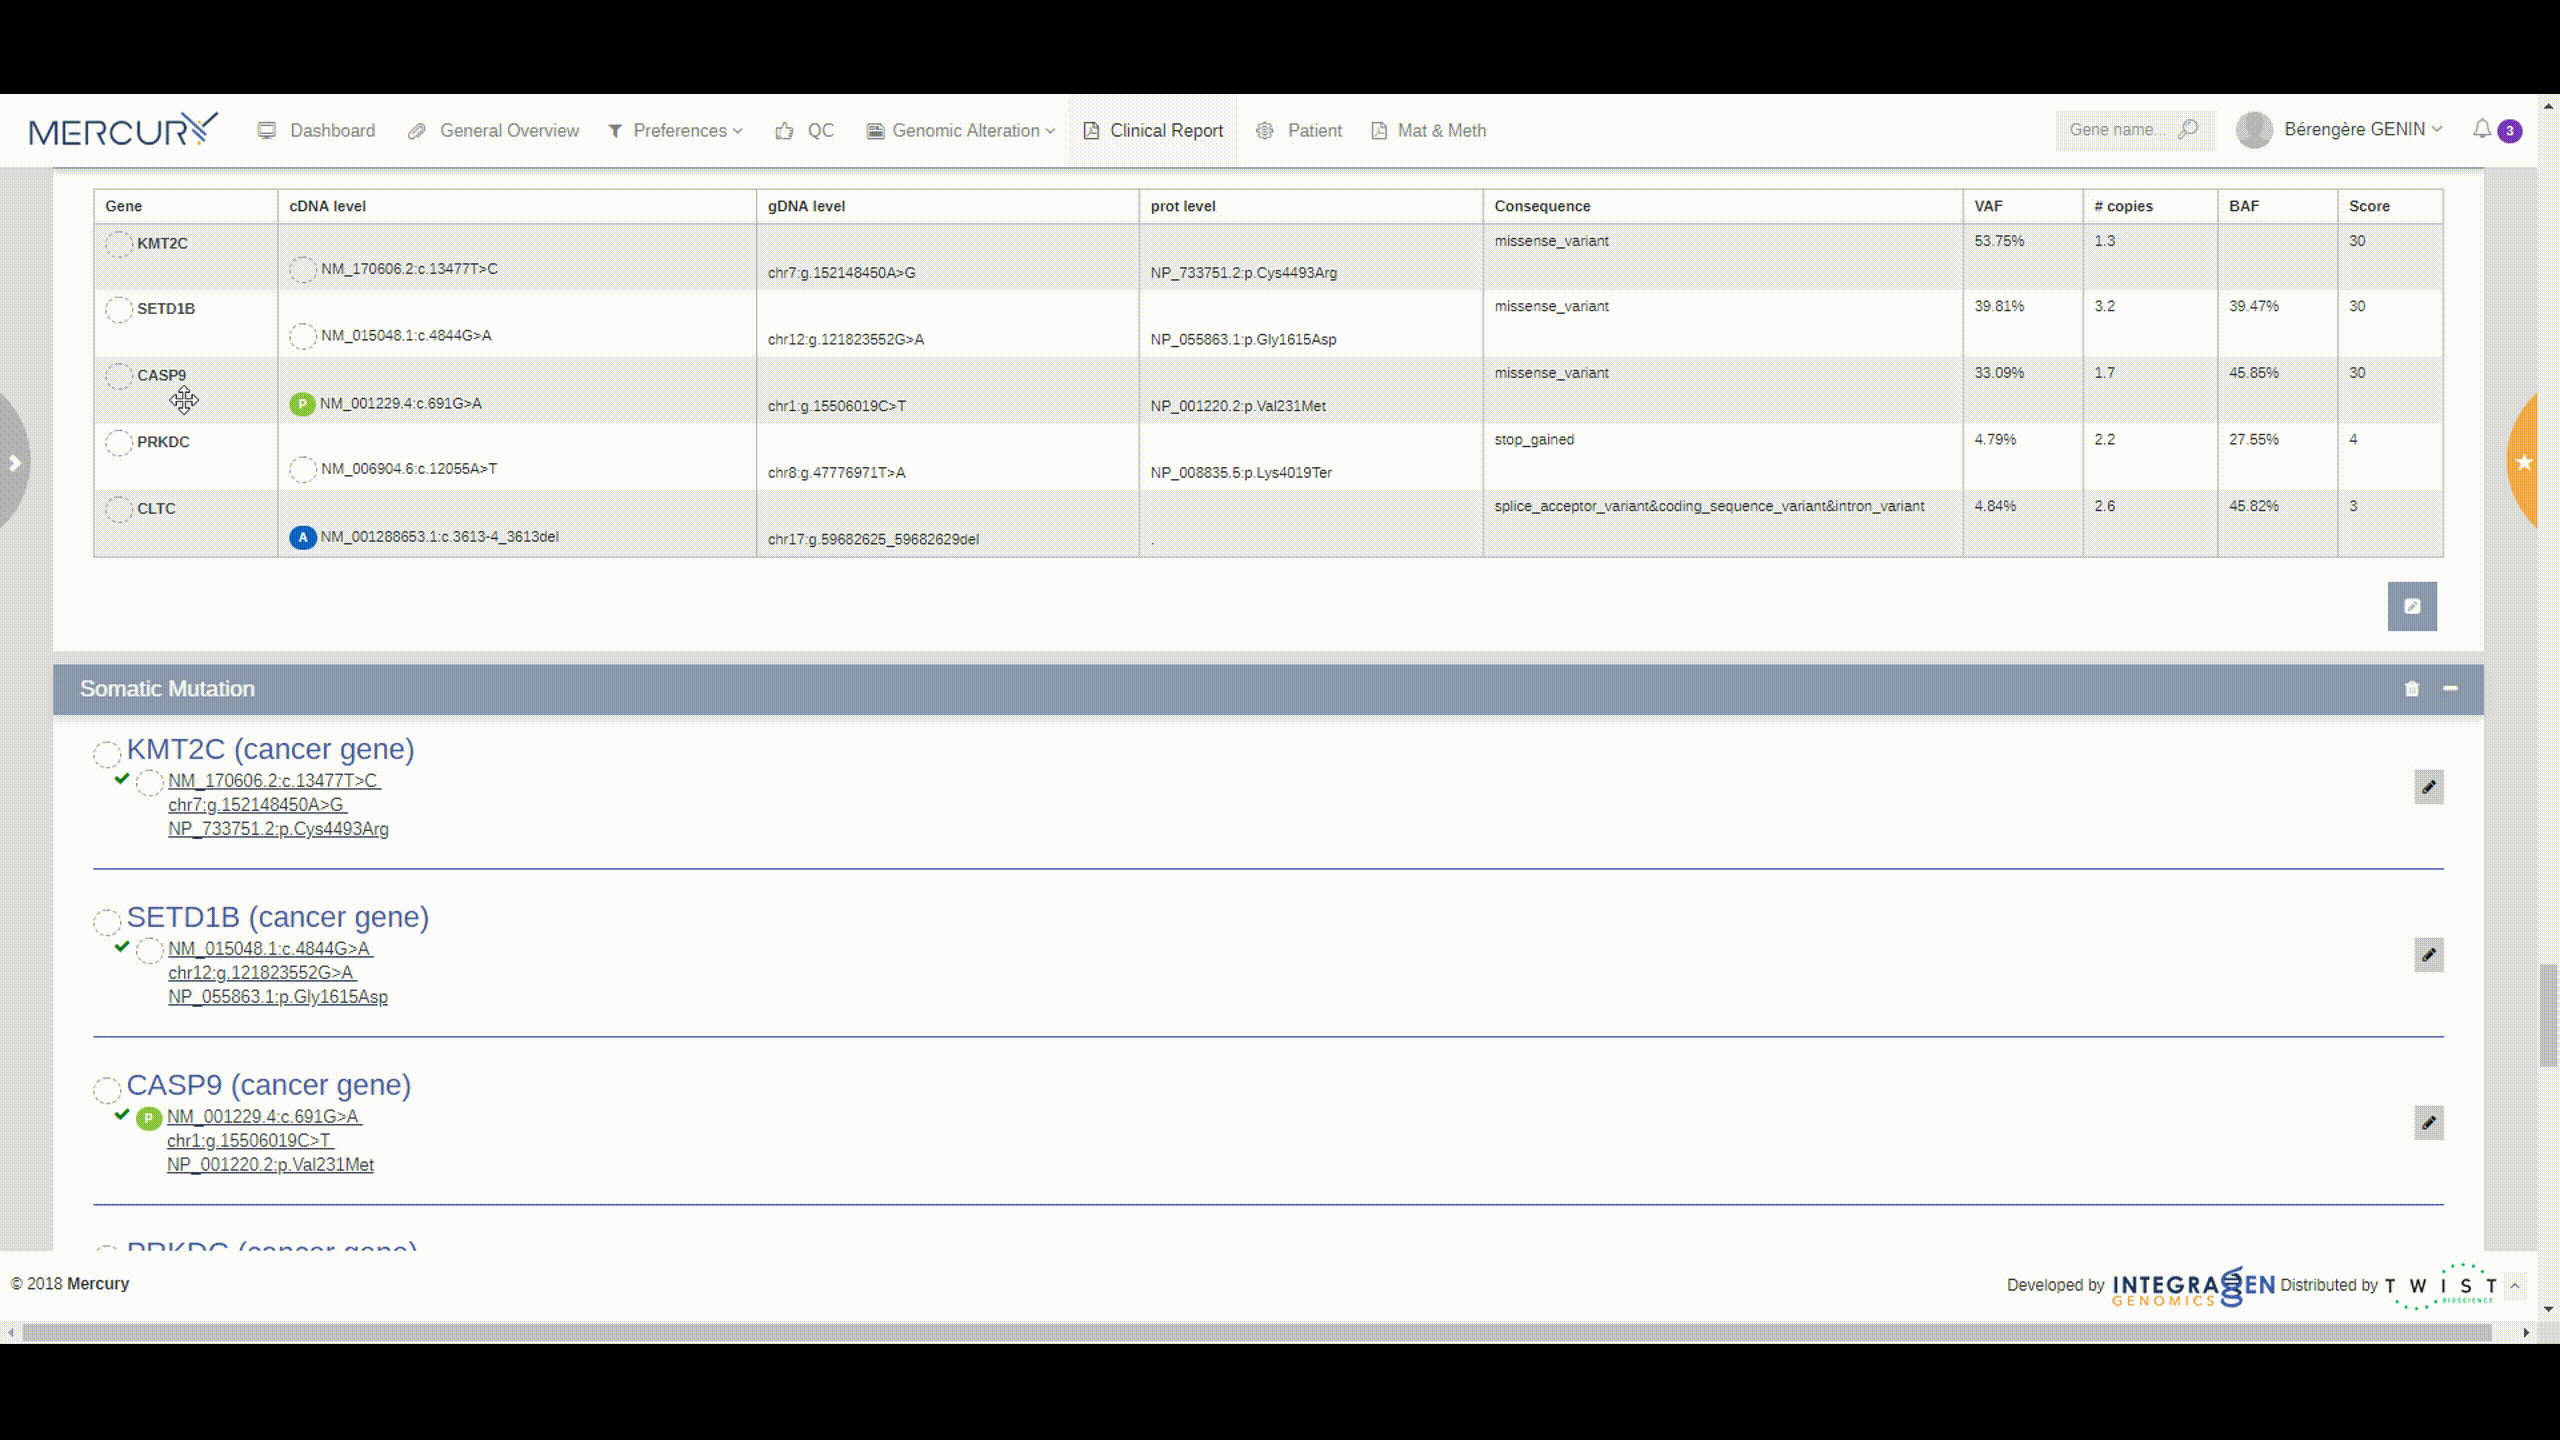 MERCURY Dashboard General Overview Preferences QC Genomic Alteration Clinical Report Patient Mat & Meth Gene name... Bérengère GENIN 3
Gene cDNA level gDNA level prot level Consequence VAF # copies BAF Score
KMT2C NM_170606.2:c.13477T>C chr7:g.152148450A>G NP_733751.2:p.Cys4493Arg missense_variant 53.75% 1.3 30
SETD1B NM_015048.1:c.4844G>A chr12:g.121823552G>A NP_055863.1:p.Gly1615Asp missense_variant 39.81% 3.2 39.47% 30
CASP9 P NM_001229.4:c.691G>A chr1:g.15506019C>T NP_001220.2:p.Val231Met missense_variant 33.09% 1.7 45.85% 30
PRKDC NM_006904.6:c.12055A>T chr8:g.47776971T>A NP_008835.5:p.Lys4019Ter stop_gained 4.79% 2.2 27.55% 4
CLTC A NM_001288653.1:c.3613-4_3613del chr17:g.59682625_59682629del . splice_acceptor_variant&coding_sequence_variant&intron_variant 4.84% 2.6 45.82% 3
Somatic Mutation
KMT2C (cancer gene)
NM_170606.2:c.13477T>C
chr7:g.152148450A>G
NP_733751.2:p.Cys4493Arg
SETD1B (cancer gene)
NM_015048.1:c.4844G>A
chr12:g.121823552G>A
NP_055863.1:p.Gly1615Asp
CASP9 (cancer gene)
P NM_001229.4:c.691G>A
chr1:g.15506019C>T
NP_001220.2:p.Val231Met
PRKDC (cancer gene)
© 2018 Mercury Developed by INTEGRAGEN GENOMICS Distributed by TWIST BIOSCIENCE